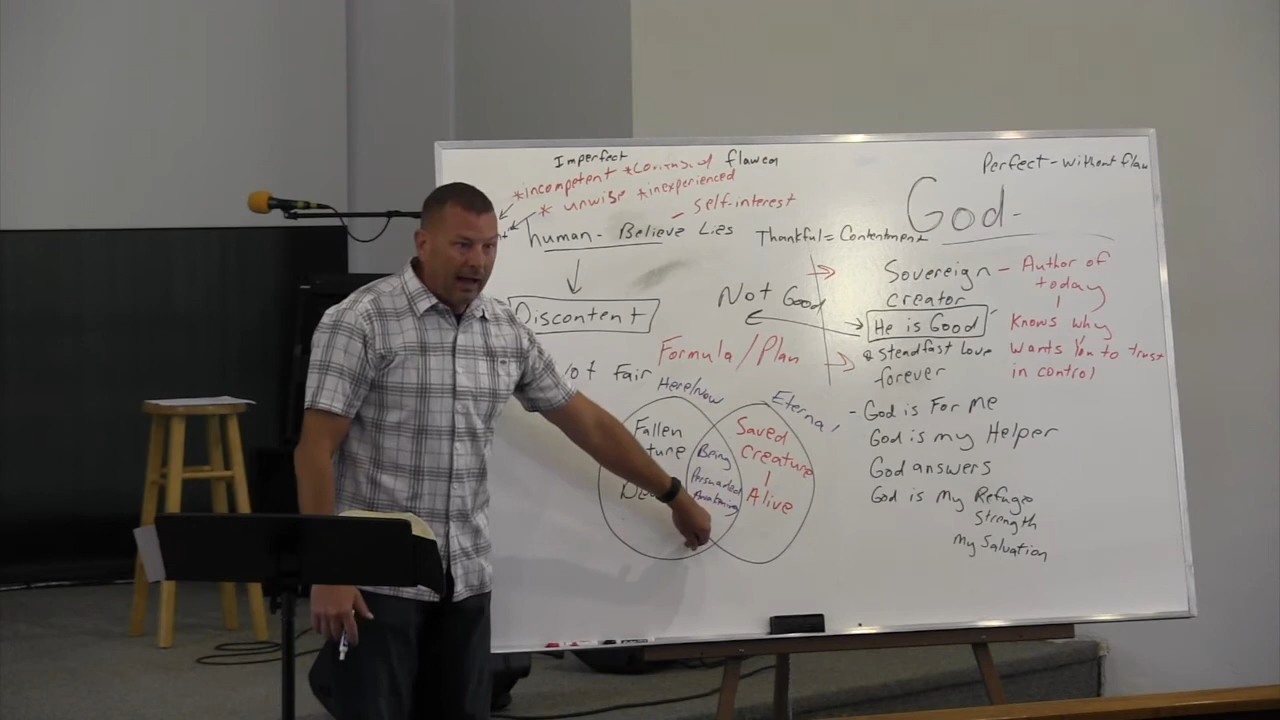 Imperfect
flawed
*incompetent
* unwise *inexperienced
- Self-interest
human - Believe Lies
Discontent
Not Fair
Thankful = Contentment
Not Good
Formula/Plan
Here/Now
Fallen
Eternal
Saved
Creature
Alive
Being
Persuaded
Awakening
Perfect - without flaw
God -
Sovereign - Author of
today
creator
He is Good
Knows why
* steadfast Love
forever
Wants You to trust
in control
- God is For me
God is my Helper
God answers
God is My Refuge
Strength
My Salvation